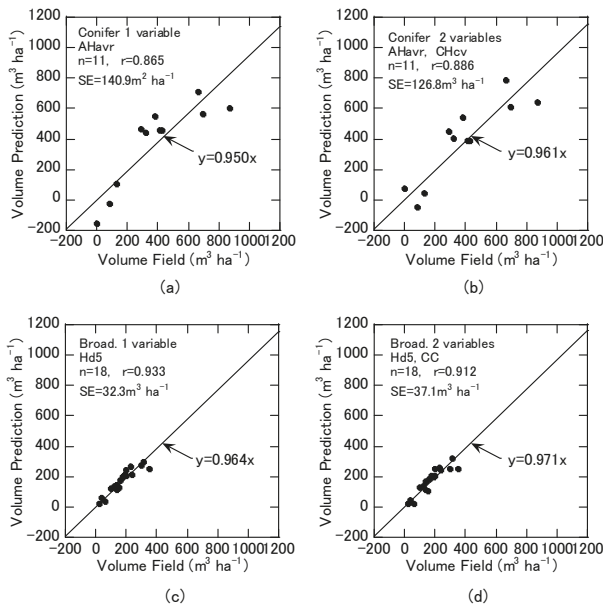 1200
1000
800
600
400
200
0
−200
Volume Prediction (m³ ha⁻¹)
Conifer 1 variable
AHavr
n=11, r=0.865
SE=140.9m² ha⁻¹
y=0.950x
−200 0 200 400 600 800 1000 1200
Volume Field (m³ ha⁻¹)
(a)
1200
1000
800
600
400
200
0
−200
Volume Prediction (m³ ha⁻¹)
Conifer 2 variables
AHavr, CHcv
n=11, r=0.886
SE=126.8m³ ha⁻¹
y=0.961x
−200 0 200 400 600 800 1000 1200
Volume Field (m³ ha⁻¹)
(b)
1200
1000
800
600
400
200
0
−200
Volume Prediction (m³ ha⁻¹)
Broad. 1 variable
Hd5
n=18, r=0.933
SE=32.3m³ ha⁻¹
y=0.964x
−200 0 200 400 600 800 1000 1200
Volume Field (m³ ha⁻¹)
(c)
1200
1000
800
600
400
200
0
−200
Volume Prediction (m³ ha⁻¹)
Broad. 2 variables
Hd5, CC
n=18, r=0.912
SE=37.1m³ ha⁻¹
y=0.971x
−200 0 200 400 600 800 1000 1200
Volume Field (m³ ha⁻¹)
(d)